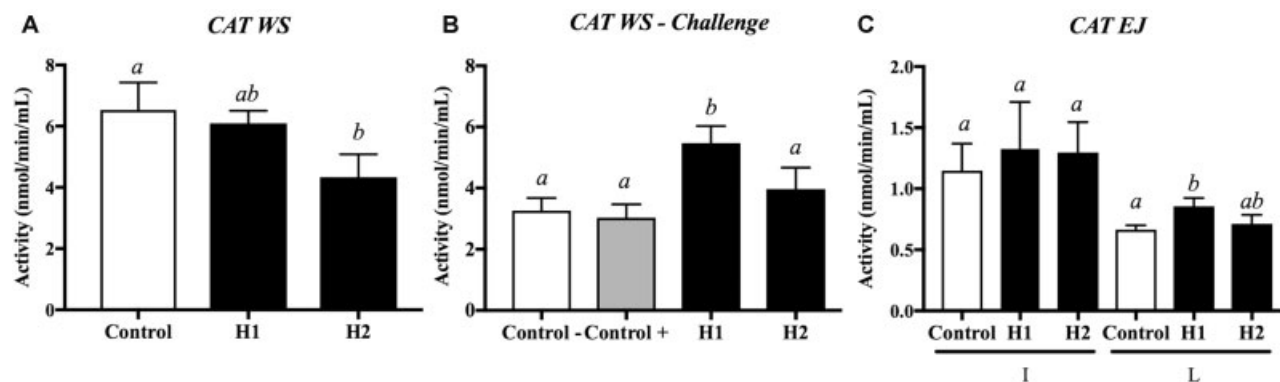 A
CAT WS
Activity (nmol/min/mL)
8
6
4
2
0
a
ab
b
Control
H1
H2
B
CAT WS - Challenge
Activity (nmol/min/mL)
8
6
4
2
0
a
a
b
a
Control -
Control +
H1
H2
C
CAT EJ
Activity (nmol/min/mL)
2.0
1.5
1.0
0.5
0.0
a
a
a
a
b
ab
Control
H1
H2
Control
H1
H2
I
L